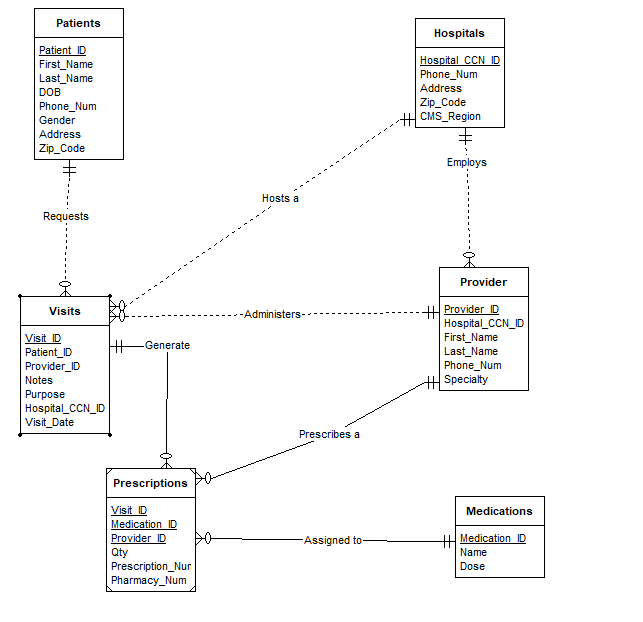 Patients
Patient_ID
First_Name
Last_Name
DOB
Phone_Num
Gender
Address
Zip_Code
Hospitals
Hospital_CCN_ID
Phone_Num
Address
Zip_Code
CMS_Region
Employs
Hosts a
Requests
Provider
Provider_ID
Hospital_CCN_ID
First_Name
Last_Name
Phone_Num
Specialty
Administers
Visits
Visit_ID
Patient_ID
Provider_ID
Notes
Purpose
Hospital_CCN_ID
Visit_Date
Generate
Prescribes a
Prescriptions
Visit_ID
Medication_ID
Provider_ID
Qty
Prescription_Nur
Pharmacy_Num
Assigned to
Medications
Medication_ID
Name
Dose